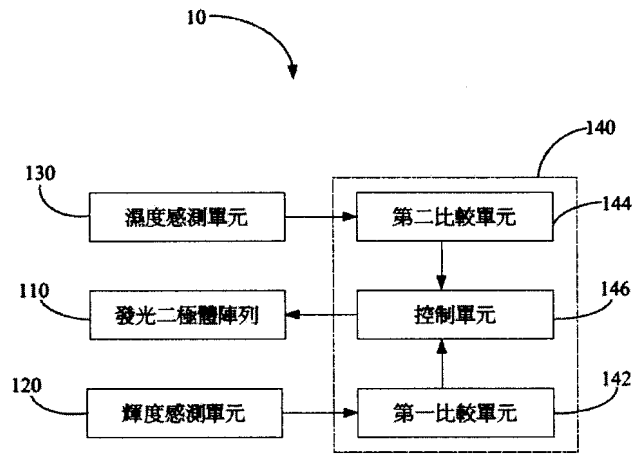 10
140
130
濕度感測單元
第二比較單元
144
110
發光二極體陣列
控制單元
146
120
輝度感測單元
第一比較單元
142